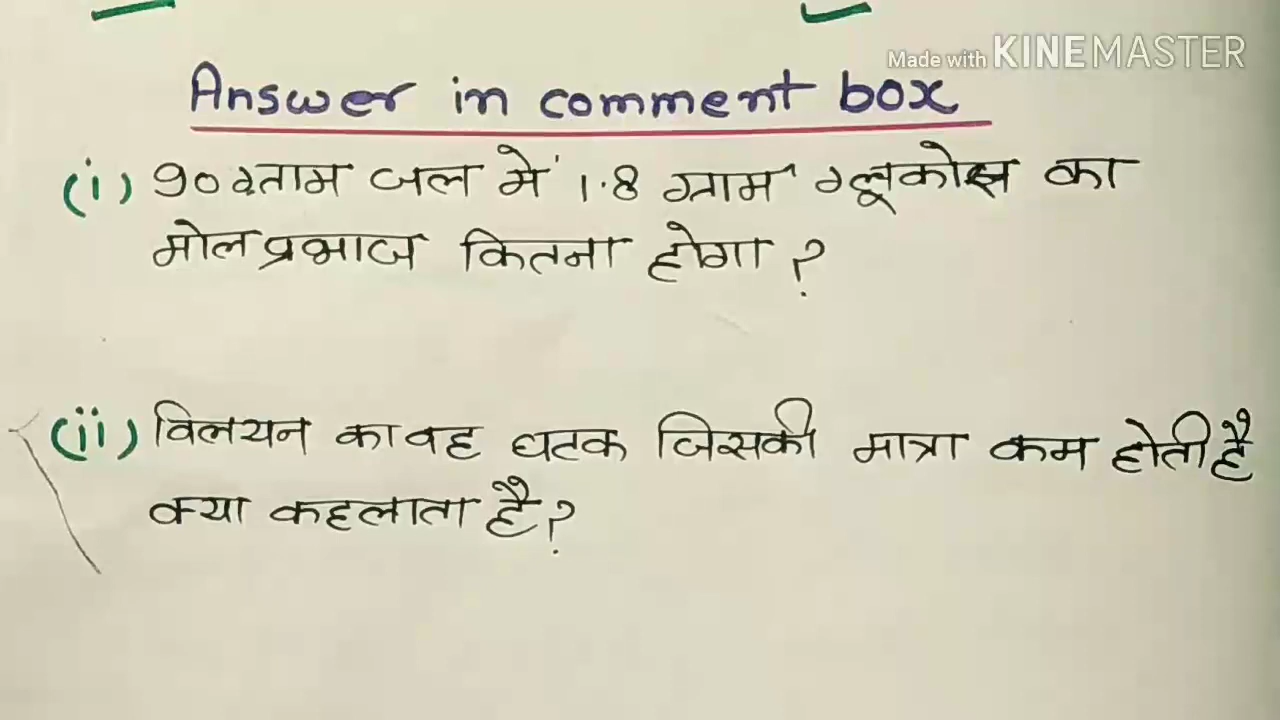 Made with KINEMASTER
Answer in comment box
(i) 90 ग्राम जल में 1.8 ग्राम ग्लूकोस का
मोल प्रभाज कितना होगा ?
(ii) विलयन का वह घटक जिसकी मात्रा कम होती है
क्या कहलाता है ?